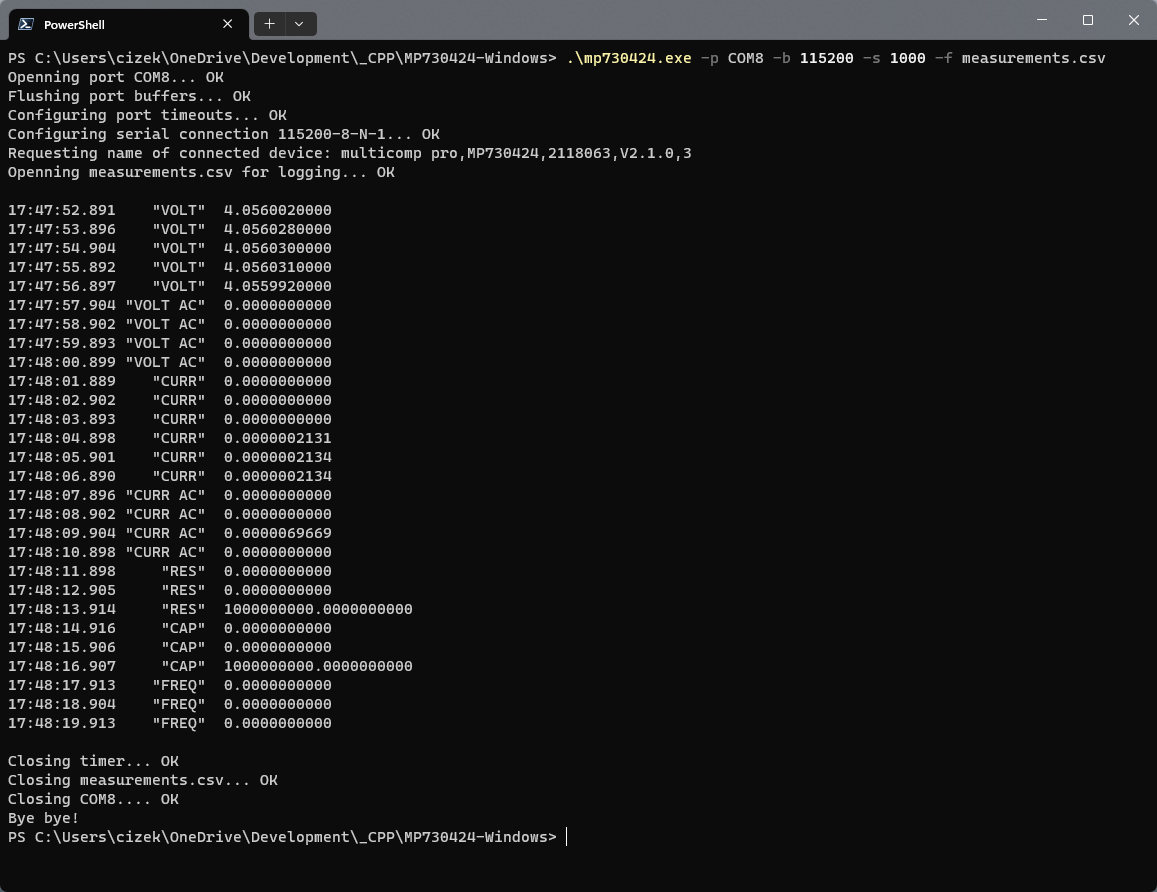 PowerShell
PS C:\Users\cizek\OneDrive\Development\_CPP\MP730424-Windows> .\mp730424.exe -p COM8 -b 115200 -s 1000 -f measurements.csv
Openning port COM8... OK
Flushing port buffers... OK
Configuring port timeouts... OK
Configuring serial connection 115200-8-N-1... OK
Requesting name of connected device: multicomp pro,MP730424,2118063,V2.1.0,3
Openning measurements.csv for logging... OK
17:47:52.891    "VOLT"  4.0560020000
17:47:53.896    "VOLT"  4.0560280000
17:47:54.904    "VOLT"  4.0560300000
17:47:55.892    "VOLT"  4.0560310000
17:47:56.897    "VOLT"  4.0559920000
17:47:57.904 "VOLT AC"  0.0000000000
17:47:58.902 "VOLT AC"  0.0000000000
17:47:59.893 "VOLT AC"  0.0000000000
17:48:00.899 "VOLT AC"  0.0000000000
17:48:01.889    "CURR"  0.0000000000
17:48:02.902    "CURR"  0.0000000000
17:48:03.893    "CURR"  0.0000000000
17:48:04.898    "CURR"  0.0000002131
17:48:05.901    "CURR"  0.0000002134
17:48:06.890    "CURR"  0.0000002134
17:48:07.896 "CURR AC"  0.0000000000
17:48:08.902 "CURR AC"  0.0000000000
17:48:09.904 "CURR AC"  0.0000069669
17:48:10.898 "CURR AC"  0.0000000000
17:48:11.898     "RES"  0.0000000000
17:48:12.905     "RES"  0.0000000000
17:48:13.914     "RES"  1000000000.0000000000
17:48:14.916     "CAP"  0.0000000000
17:48:15.906     "CAP"  0.0000000000
17:48:16.907     "CAP"  1000000000.0000000000
17:48:17.913    "FREQ"  0.0000000000
17:48:18.904    "FREQ"  0.0000000000
17:48:19.913    "FREQ"  0.0000000000
Closing timer... OK
Closing measurements.csv... OK
Closing COM8.... OK
Bye bye!
PS C:\Users\cizek\OneDrive\Development\_CPP\MP730424-Windows>